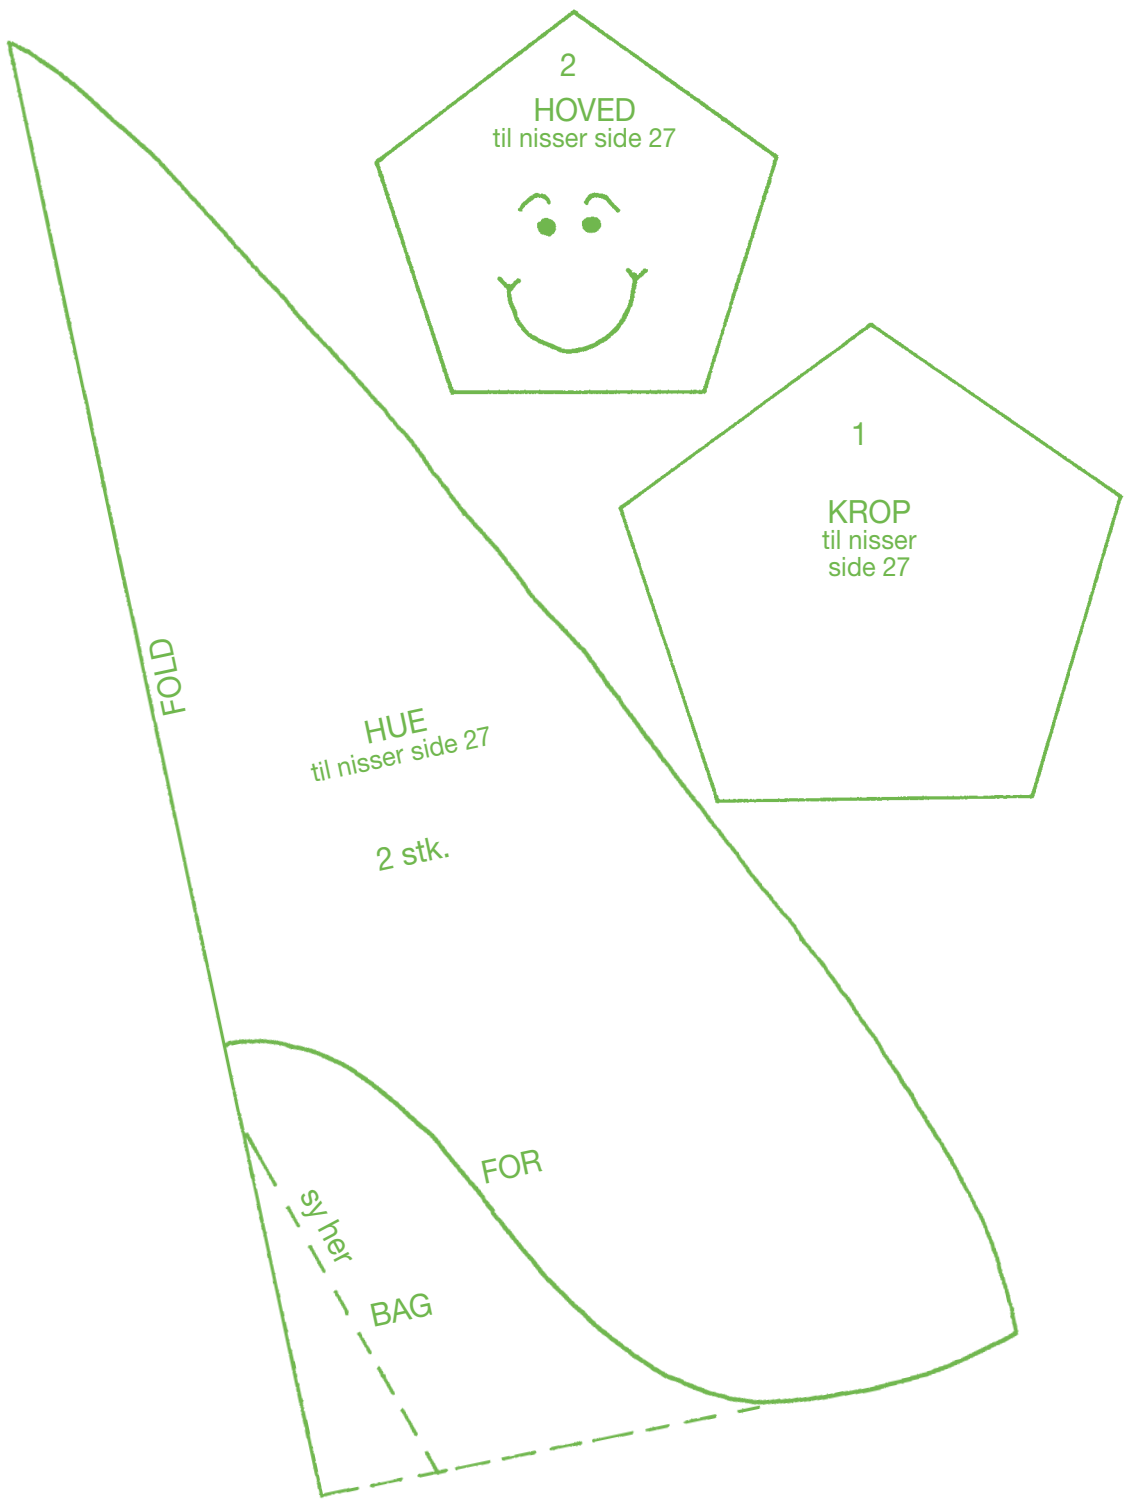 2
HOVED
til nisser side 27
1
KROP
til nisser
side 27
FOLD
HUE
til nisser side 27
2 stk.
FOR
sy her
BAG